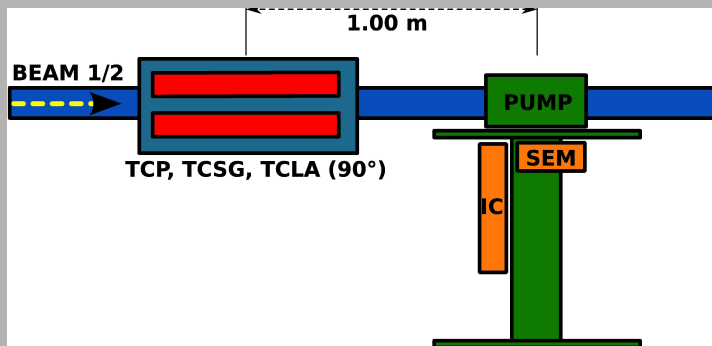 1.00 m
BEAM 1/2
PUMP
TCP, TCSG, TCLA (90°)
SEM
IC